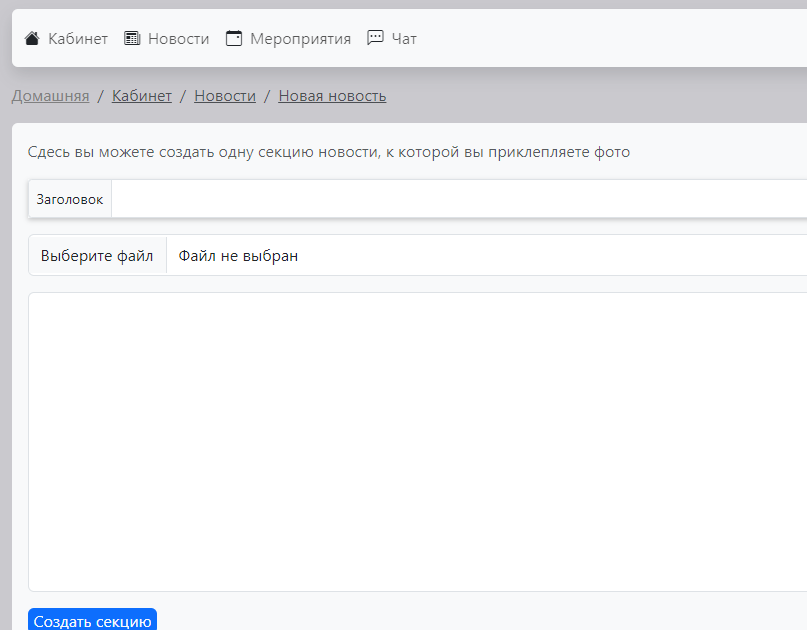 Кабинет Новости Мероприятия Чат
Домашняя / Кабинет / Новости / Новая новость
Сдесь вы можете создать одну секцию новости, к которой вы приклепляете фото
Заголовок
Выберите файл Файл не выбран
Создать секцию